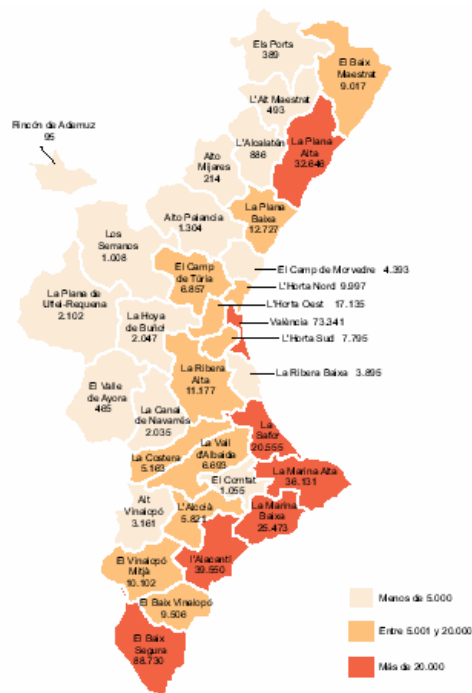 Els Ports
389
El Baix
Maestrat
9.017
L'Alt Maestrat
493
Rincón de Ademuz
95
L'Alcalatén
886
La Plana
Alta
32.646
Alto
Mijares
214
Alto Palancia
1.304
La Plana
Baixa
12.727
Los
Serranos
1.008
El Camp
de Túria
6.857
El Camp de Morvedre 4.393
L'Horta Nord 9.997
L'Horta Oest 17.135
València 73.341
L'Horta Sud 7.795
La Plana de
Utiel-Requena
2.102
La Hoya
de Buñol
2.047
La Ribera
Alta
11.177
La Ribera Baixa 3.895
El Valle
de Ayora
465
La Canal
de Navarrés
2.035
La
Safor
20.555
La Costera
5.163
La Vall
d'Albaida
6.693
La Marina Alta
36.131
El Comtat
1.055
Alt
Vinalopó
3.161
L'Alcoià
5.821
La Marina
Baixa
25.473
l'Alacantí
39.550
El Vinalopó
Mitjà
10.102
El Baix Vinalopó
9.506
El Baix
Segura
88.730
Menos de 5.000
Entre 5.001 y 20.000
Más de 20.000